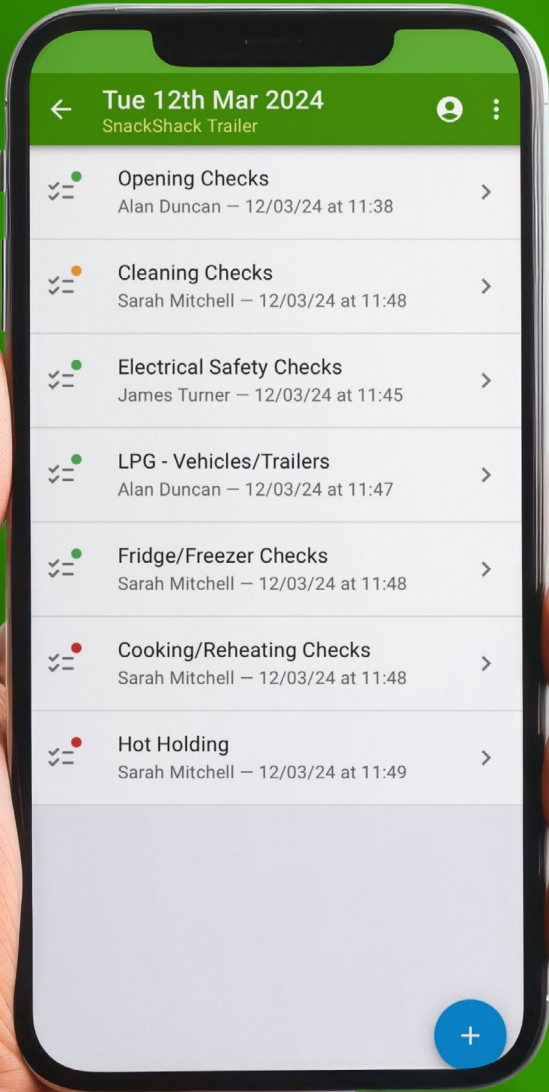 Tue 12th Mar 2024
SnackShack Trailer
Opening Checks
Alan Duncan — 12/03/24 at 11:38
Cleaning Checks
Sarah Mitchell — 12/03/24 at 11:48
Electrical Safety Checks
James Turner — 12/03/24 at 11:45
LPG - Vehicles/Trailers
Alan Duncan — 12/03/24 at 11:47
Fridge/Freezer Checks
Sarah Mitchell — 12/03/24 at 11:48
Cooking/Reheating Checks
Sarah Mitchell — 12/03/24 at 11:48
Hot Holding
Sarah Mitchell — 12/03/24 at 11:49